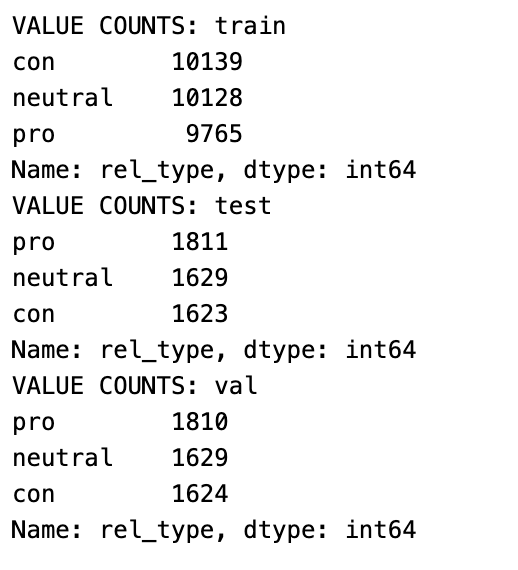 VALUE COUNTS: train
con        10139
neutral    10128
pro         9765
Name: rel_type, dtype: int64
VALUE COUNTS: test
pro        1811
neutral    1629
con        1623
Name: rel_type, dtype: int64
VALUE COUNTS: val
pro        1810
neutral    1629
con        1624
Name: rel_type, dtype: int64